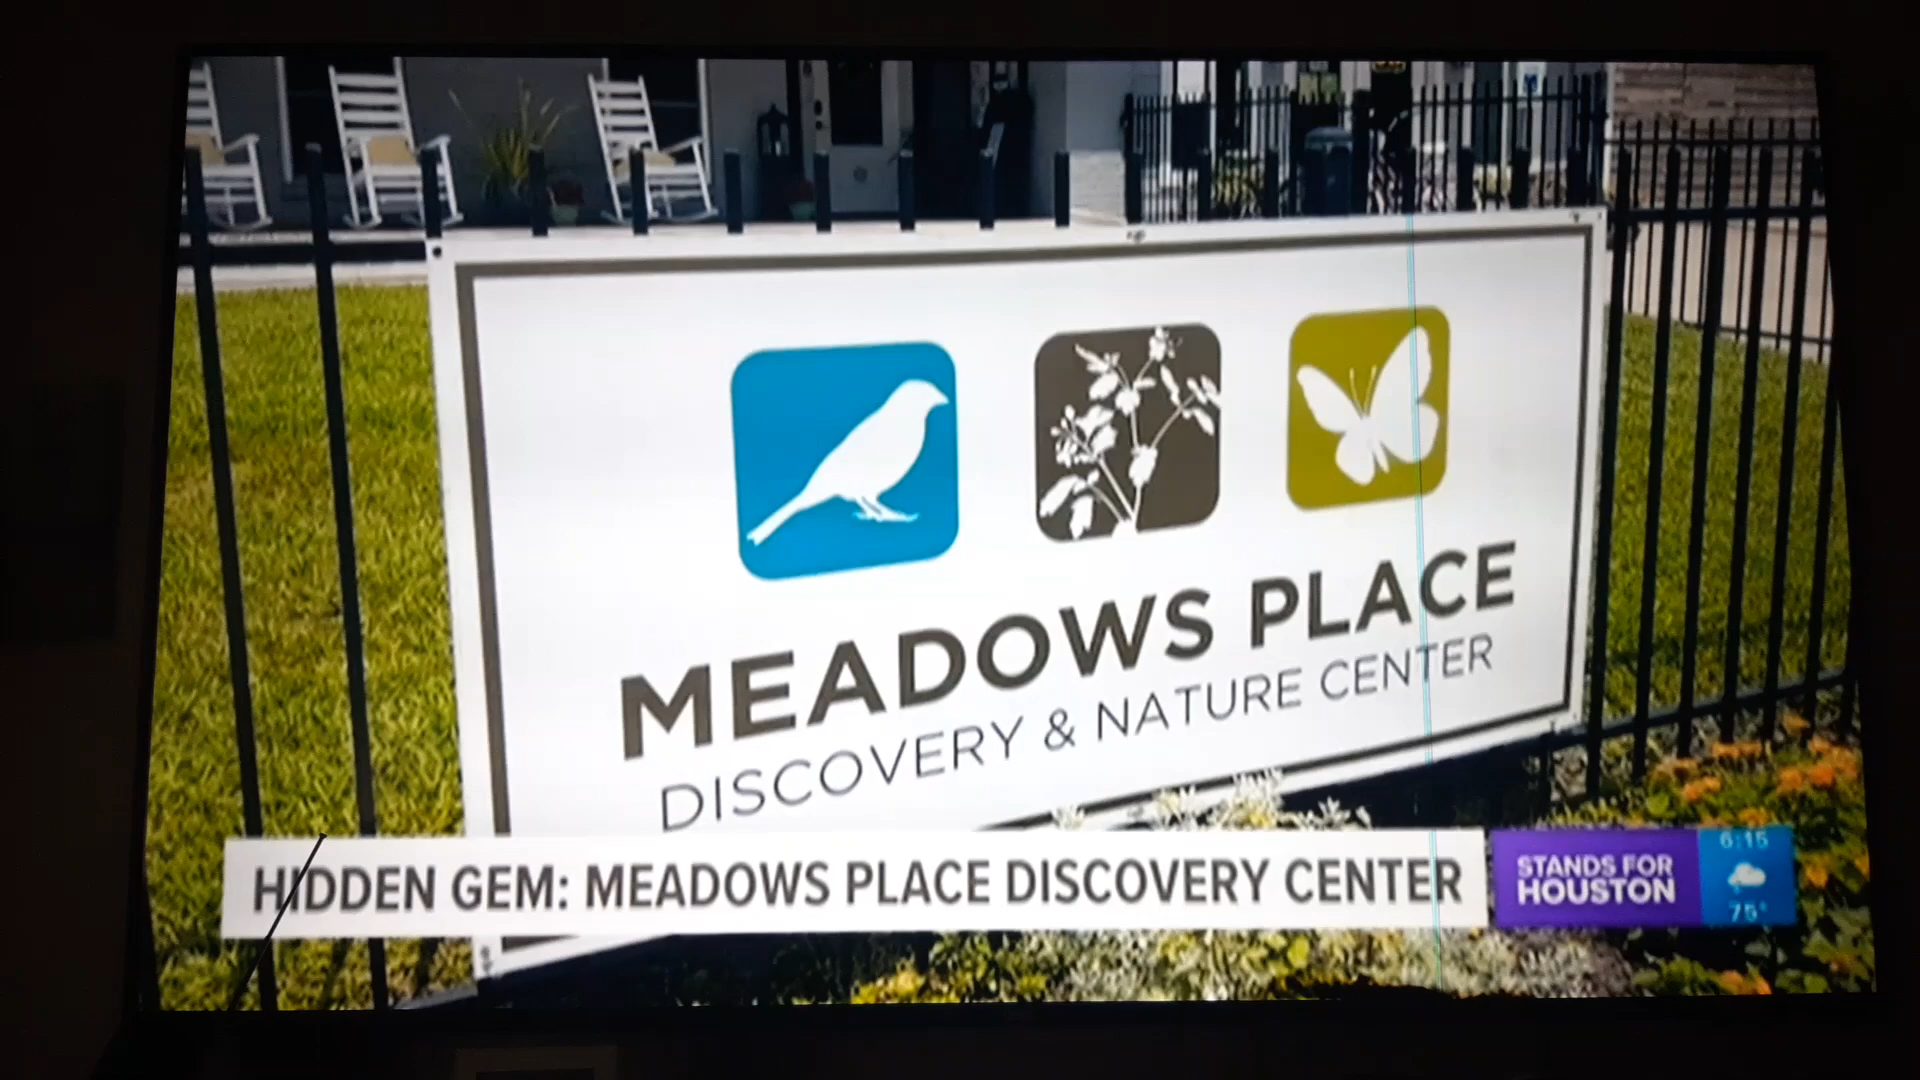 MEADOWS PLACE
DISCOVERY & NATURE CENTER
HIDDEN GEM: MEADOWS PLACE DISCOVERY CENTER
STANDS FOR
HOUSTON
6:15
75°